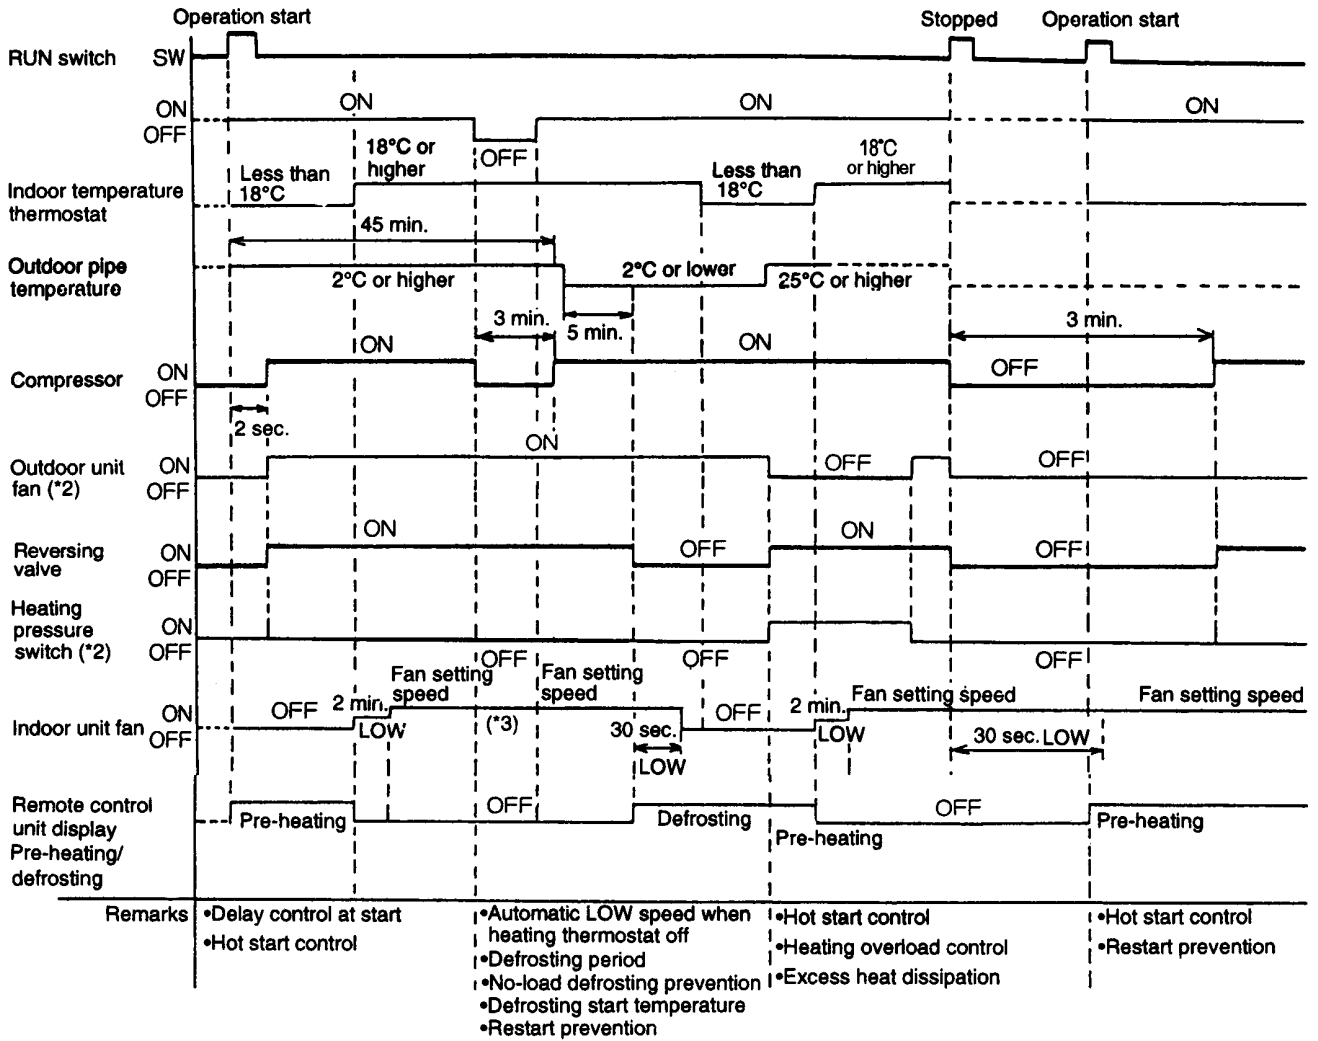 Operation start
Stopped
Operation start
RUN switch
SW
ON
OFF
ON
OFF
ON
ON
Indoor temperature
thermostat
Less than
18°C
18°C or
higher
Less than
18°C
18°C
or higher
45 min.
Outdoor pipe
temperature
2°C or higher
2°C or lower
25°C or higher
3 min.
5 min.
3 min.
Compressor
ON
OFF
ON
ON
OFF
2 sec.
Outdoor unit
fan (*2)
ON
OFF
ON
OFF
OFF
Reversing
valve
ON
OFF
ON
OFF
ON
OFF
Heating
pressure
switch (*2)
ON
OFF
OFF
OFF
OFF
Indoor unit fan
ON
OFF
OFF
2 min.
LOW
Fan setting
speed
(*3)
Fan setting
speed
30 sec.
LOW
OFF
2 min.
LOW
Fan setting speed
30 sec. LOW
Fan setting speed
Remote control
unit display
Pre-heating/
defrosting
Pre-heating
OFF
Defrosting
Pre-heating
OFF
Pre-heating
Remarks
•Delay control at start
•Hot start control
•Automatic LOW speed when
heating thermostat off
•Defrosting period
•No-load defrosting prevention
•Defrosting start temperature
•Restart prevention
•Hot start control
•Heating overload control
•Excess heat dissipation
•Hot start control
•Restart prevention